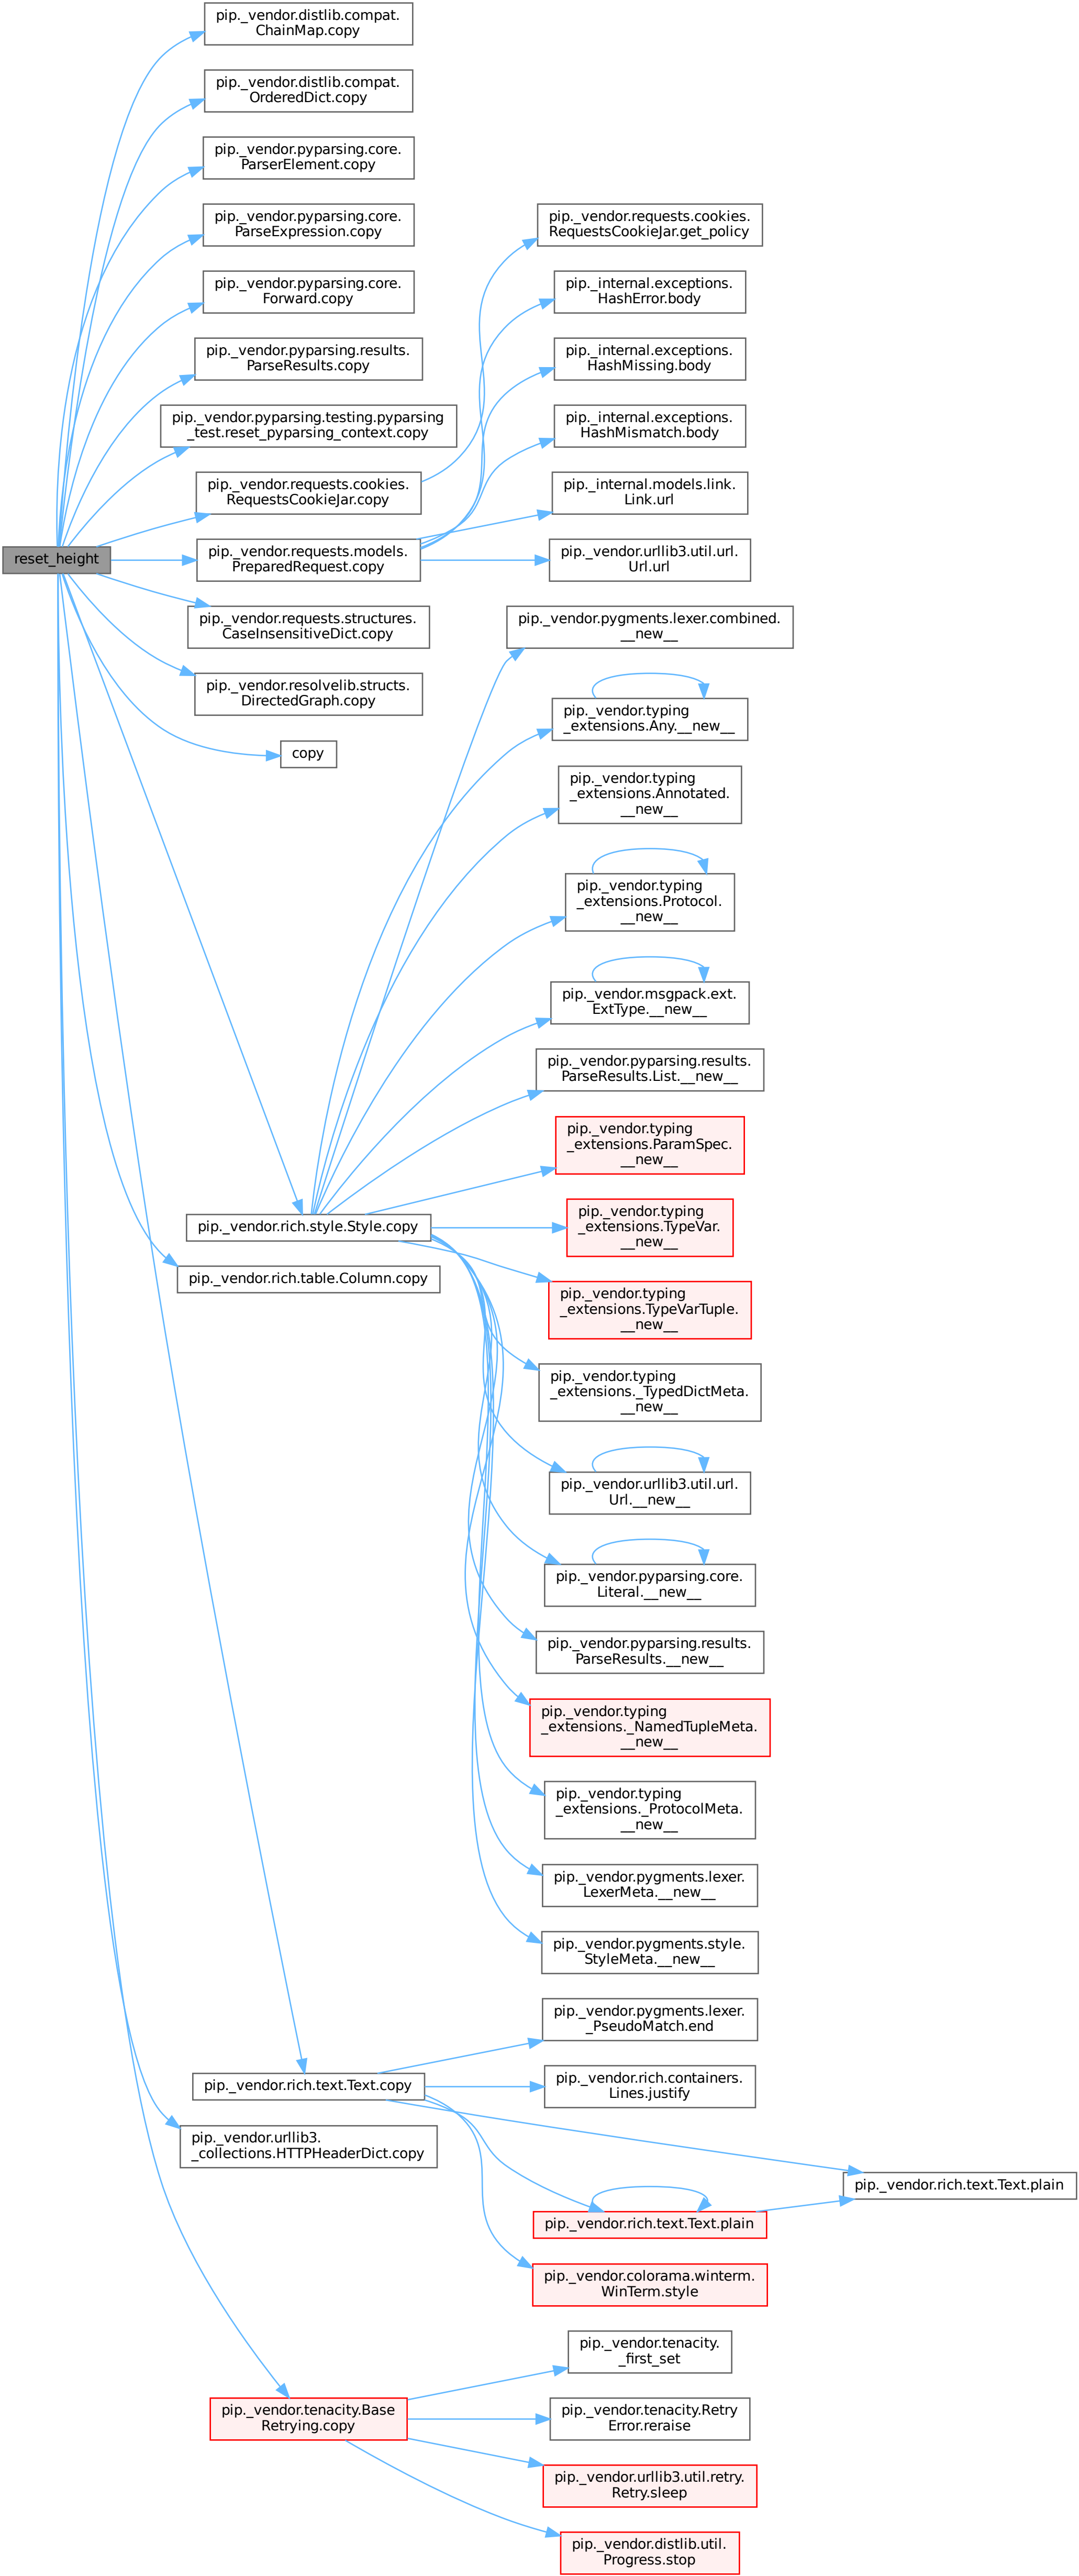 pip._vendor.distlib.compat.
ChainMap.copy
pip._vendor.distlib.compat.
OrderedDict.copy
pip._vendor.pyparsing.core.
ParserElement.copy
pip._vendor.pyparsing.core.
ParseExpression.copy
pip._vendor.pyparsing.core.
Forward.copy
pip._vendor.pyparsing.results.
ParseResults.copy
pip._vendor.pyparsing.testing.pyparsing
_test.reset_pyparsing_context.copy
pip._vendor.requests.cookies.
RequestsCookieJar.copy
reset_height
pip._vendor.requests.models.
PreparedRequest.copy
pip._vendor.requests.structures.
CaseInsensitiveDict.copy
pip._vendor.resolvelib.structs.
DirectedGraph.copy
copy
pip._vendor.rich.style.Style.copy
pip._vendor.rich.table.Column.copy
pip._vendor.rich.text.Text.copy
pip._vendor.urllib3.
_collections.HTTPHeaderDict.copy
pip._vendor.tenacity.Base
Retrying.copy
pip._vendor.requests.cookies.
RequestsCookieJar.get_policy
pip._internal.exceptions.
HashError.body
pip._internal.exceptions.
HashMissing.body
pip._internal.exceptions.
HashMismatch.body
pip._internal.models.link.
Link.url
pip._vendor.urllib3.util.url.
Url.url
pip._vendor.pygments.lexer.combined.
__new__
pip._vendor.typing
_extensions.Any.__new__
pip._vendor.typing
_extensions.Annotated.
__new__
pip._vendor.typing
_extensions.Protocol.
__new__
pip._vendor.msgpack.ext.
ExtType.__new__
pip._vendor.pyparsing.results.
ParseResults.List.__new__
pip._vendor.typing
_extensions.ParamSpec.
__new__
pip._vendor.typing
_extensions.TypeVar.
__new__
pip._vendor.typing
_extensions.TypeVarTuple.
__new__
pip._vendor.typing
_extensions._TypedDictMeta.
__new__
pip._vendor.urllib3.util.url.
Url.__new__
pip._vendor.pyparsing.core.
Literal.__new__
pip._vendor.pyparsing.results.
ParseResults.__new__
pip._vendor.typing
_extensions._NamedTupleMeta.
__new__
pip._vendor.typing
_extensions._ProtocolMeta.
__new__
pip._vendor.pygments.lexer.
LexerMeta.__new__
pip._vendor.pygments.style.
StyleMeta.__new__
pip._vendor.pygments.lexer.
_PseudoMatch.end
pip._vendor.rich.containers.
Lines.justify
pip._vendor.rich.text.Text.plain
pip._vendor.rich.text.Text.plain
pip._vendor.colorama.winterm.
WinTerm.style
pip._vendor.tenacity.
_first_set
pip._vendor.tenacity.Retry
Error.reraise
pip._vendor.urllib3.util.retry.
Retry.sleep
pip._vendor.distlib.util.
Progress.stop